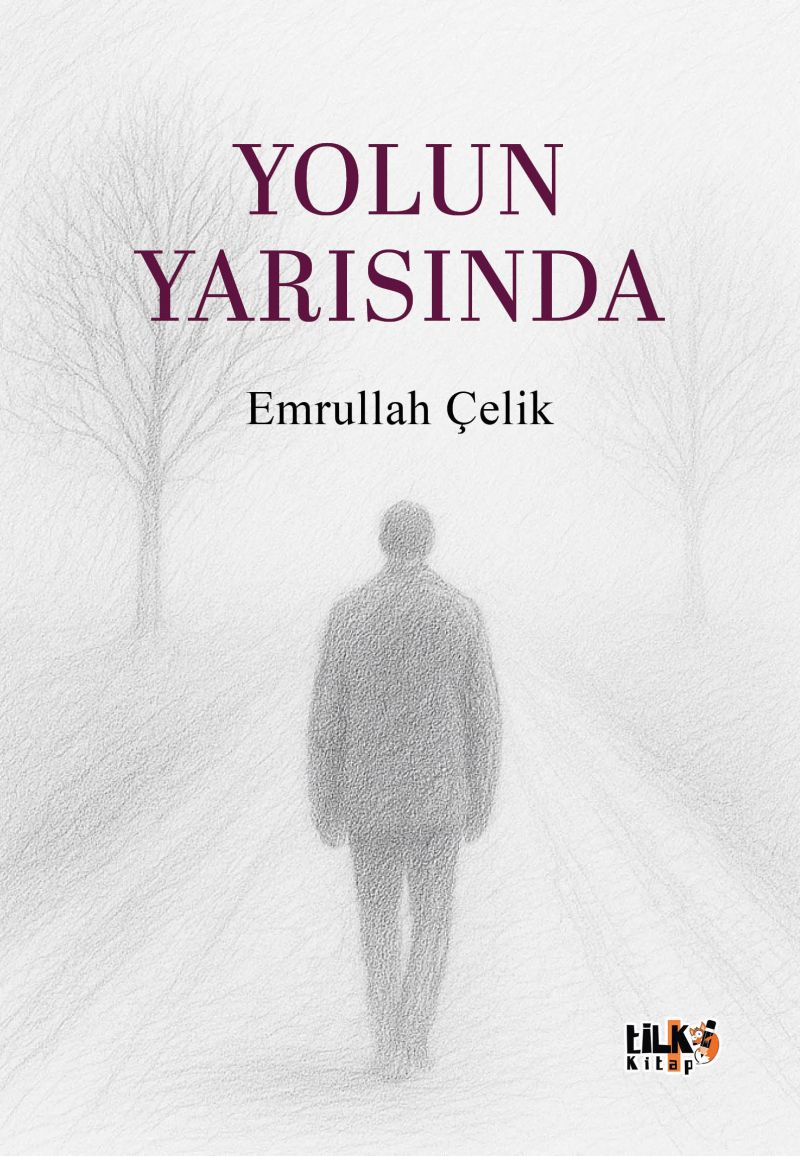 YOLUN
YARISINDA
Emrullah Çelik
tiLKi
Kitap